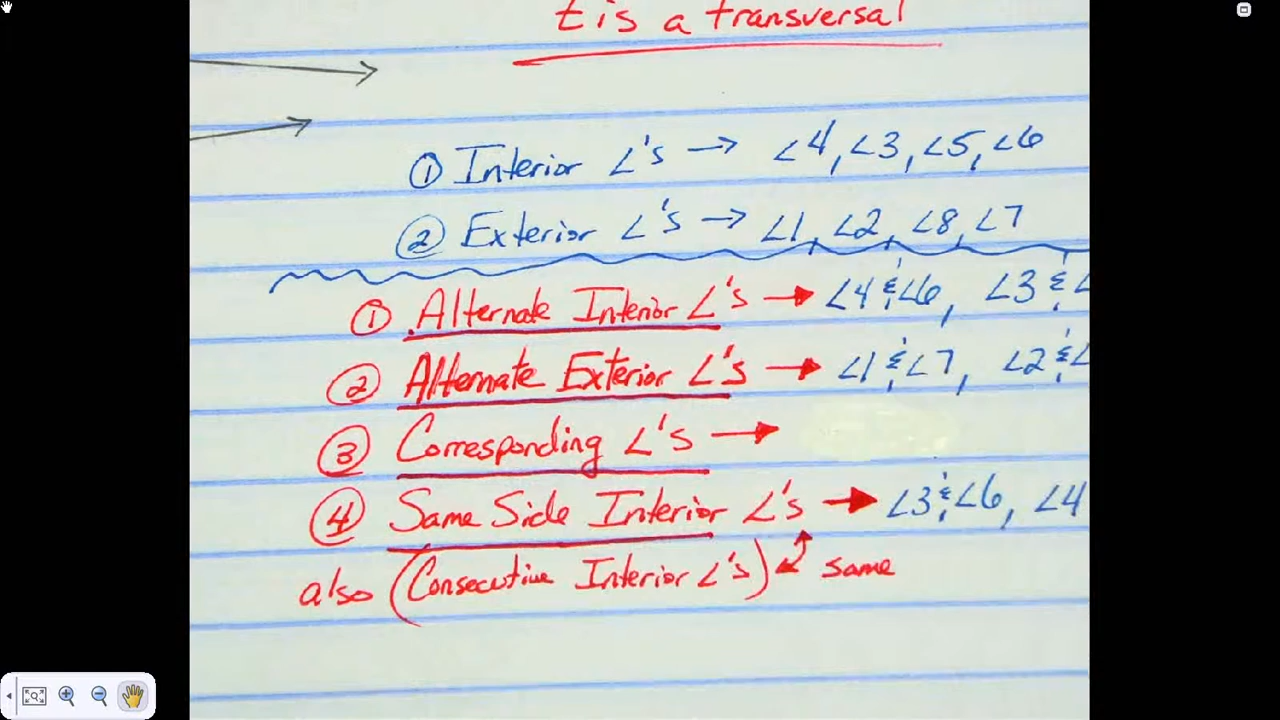 t is a transversal
① Interior ∠'s → ∠4, ∠3, ∠5, ∠6
② Exterior ∠'s → ∠1, ∠2, ∠8, ∠7
① Alternate Interior ∠'s → ∠4 & ∠6, ∠3 & ∠
② Alternate Exterior ∠'s → ∠1 & ∠7, ∠2 & ∠
③ Corresponding ∠'s →
④ Same Side Interior ∠'s → ∠3 & ∠6, ∠4
also (Consecutive Interior ∠'s) same